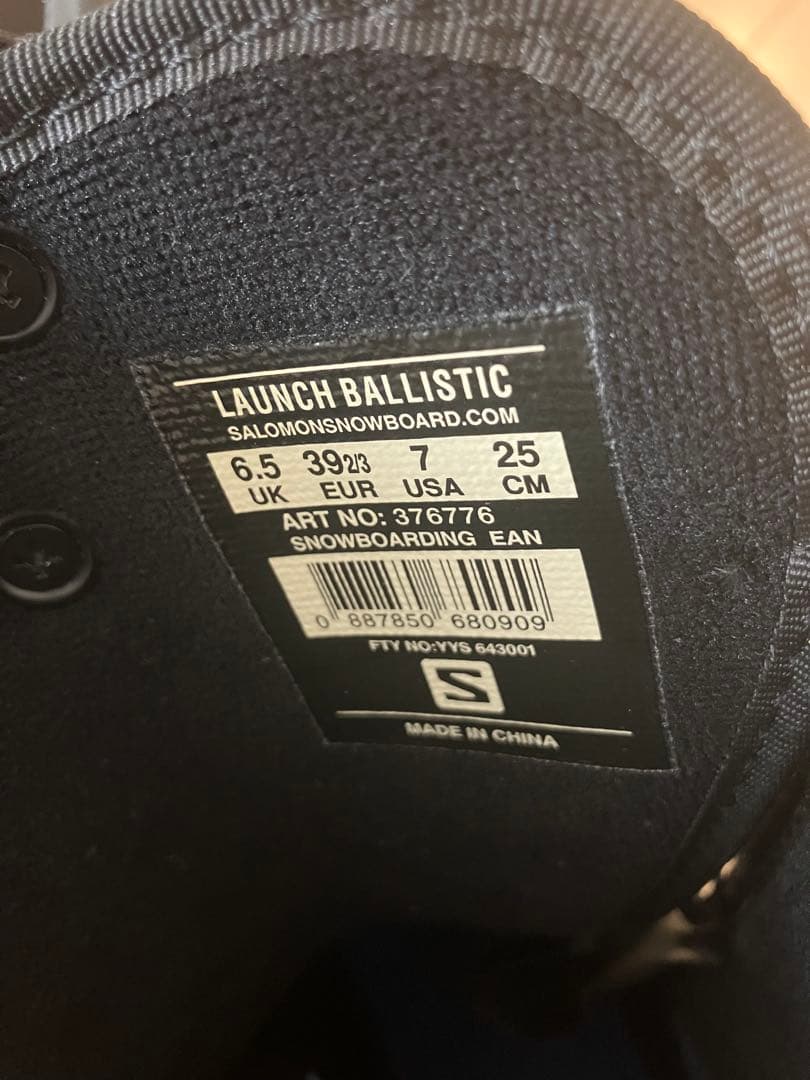 LAUNCH BALLISTIC
SALOMONSNOWBOARD.COM
6.5 39 2/3 7 25
UK EUR USA CM
ART NO: 376776
SNOWBOARDING EAN
0 887850 680909
FTY NO:YYS 643001
S
MADE IN CHINA